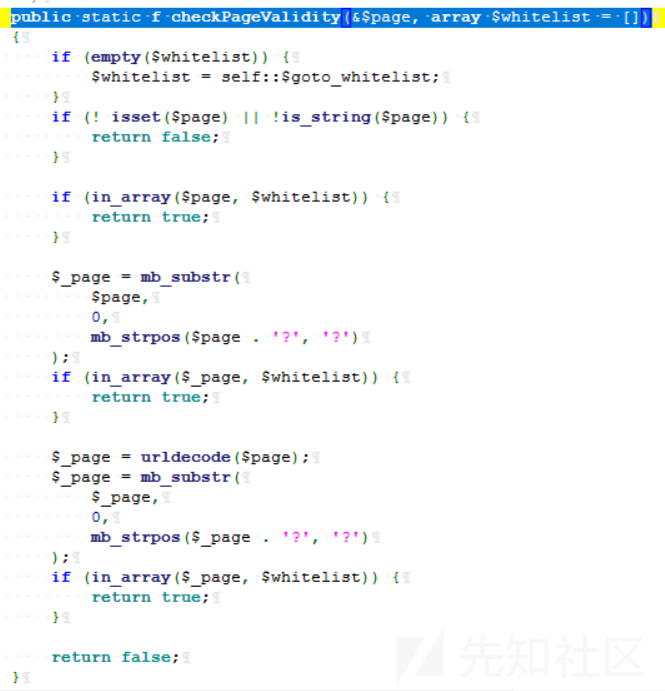 public static f checkPageValidity(&$page, array $whitelist = [])
{
    if (empty($whitelist)) {
        $whitelist = self::$goto_whitelist;
    }
    if (! isset($page) || !is_string($page)) {
        return false;
    }

    if (in_array($page, $whitelist)) {
        return true;
    }

    $_page = mb_substr(
        $page,
        0,
        mb_strpos($page . '?', '?')
    );
    if (in_array($_page, $whitelist)) {
        return true;
    }

    $_page = urldecode($page);
    $_page = mb_substr(
        $_page,
        0,
        mb_strpos($_page . '?', '?')
    );
    if (in_array($_page, $whitelist)) {
        return true;
    }

    return false;
}
先知社区